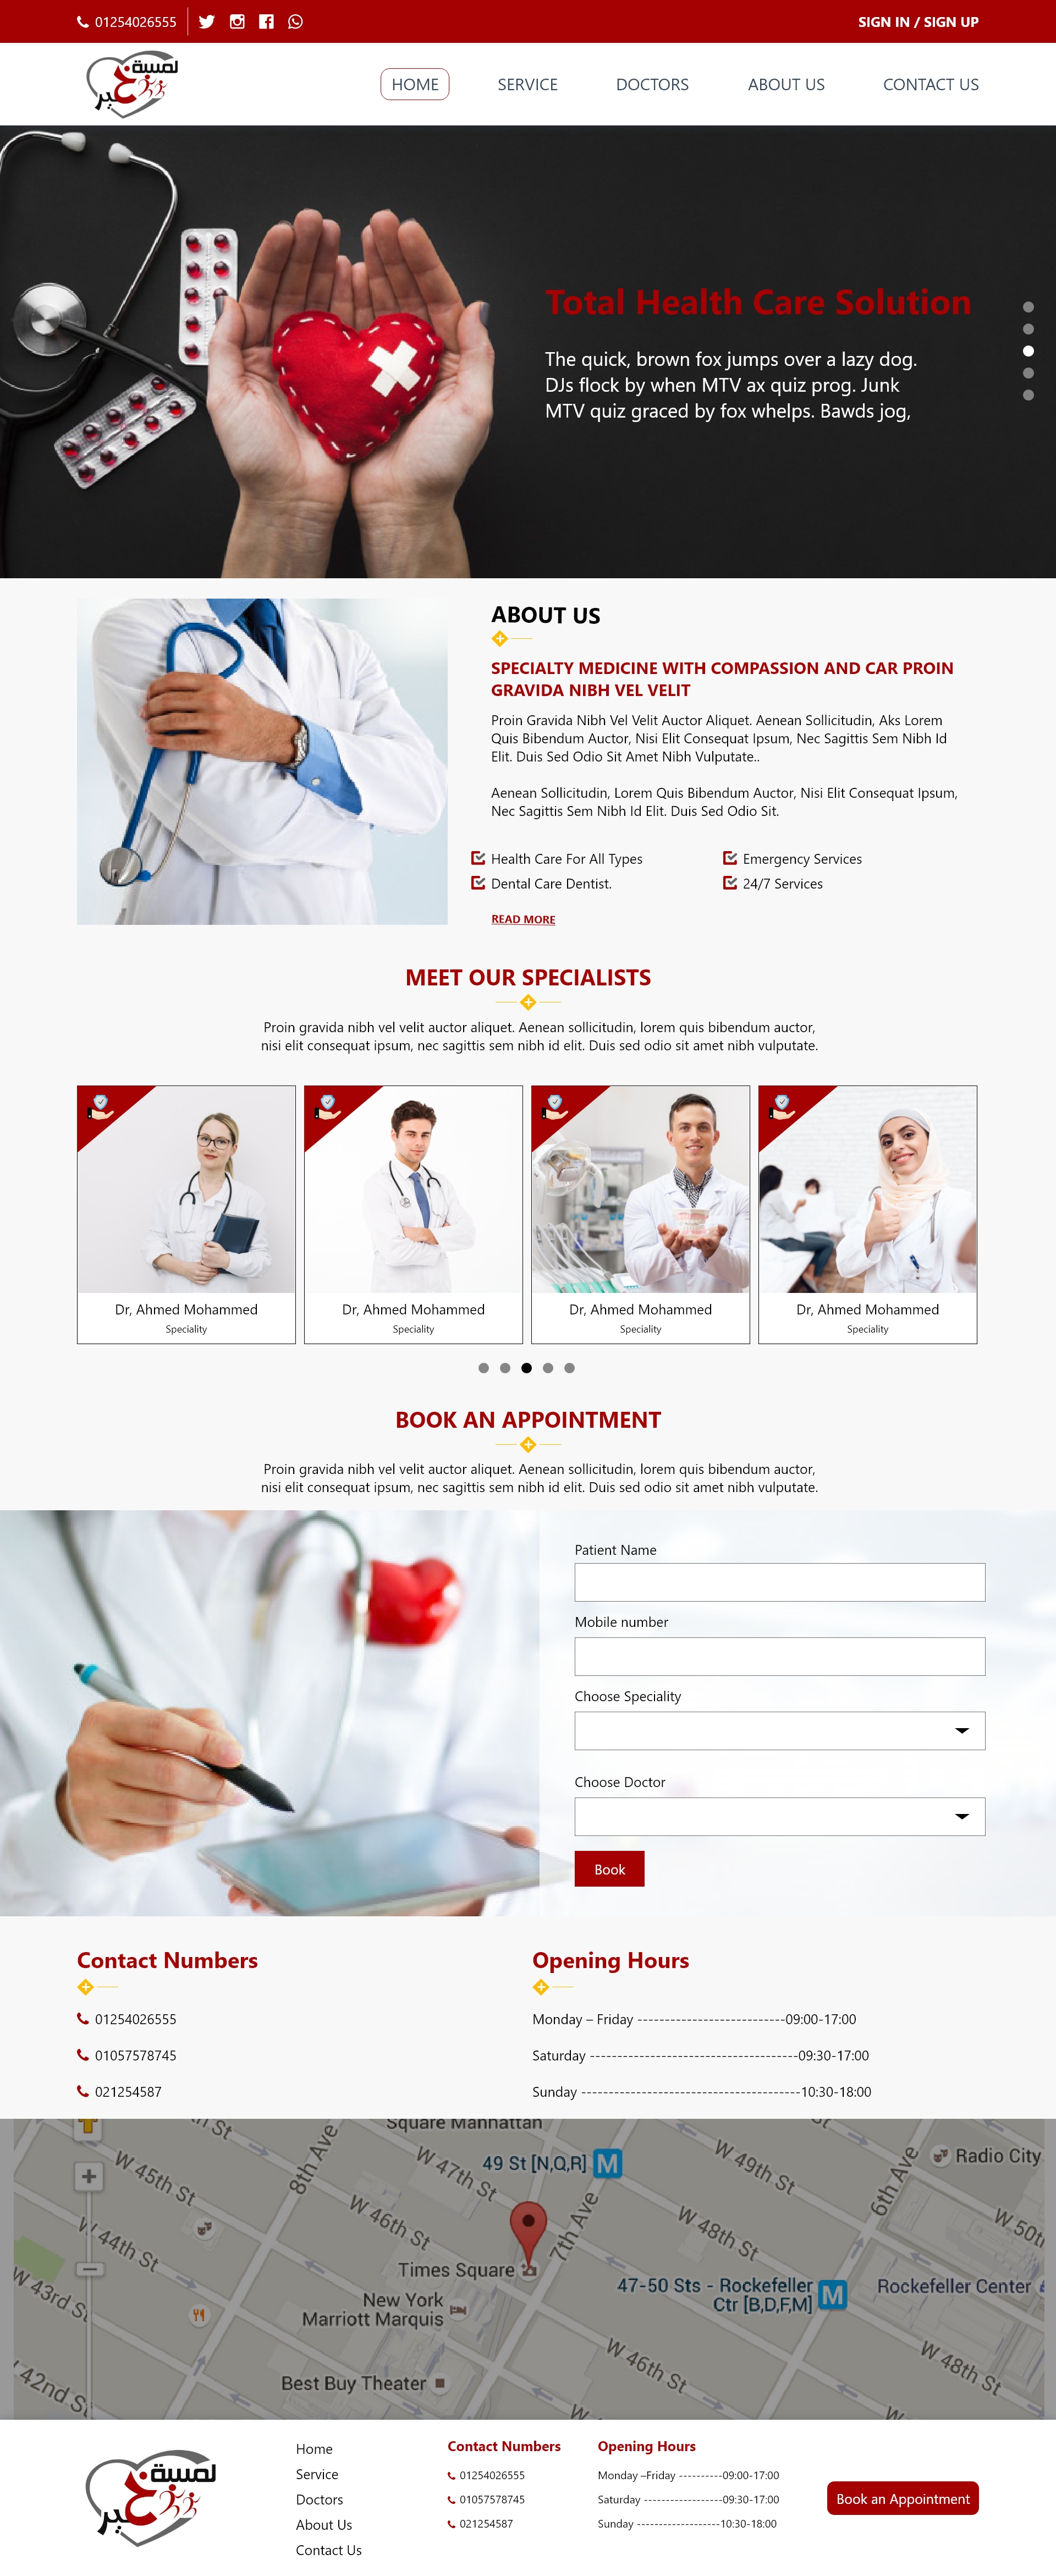 01254026555
SIGN IN / SIGN UP
لمسة
خير
HOME
SERVICE
DOCTORS
ABOUT US
CONTACT US
Total Health Care Solution
The quick, brown fox jumps over a lazy dog.
DJs flock by when MTV ax quiz prog. Junk
MTV quiz graced by fox whelps. Bawds jog,
ABOUT US
SPECIALTY MEDICINE WITH COMPASSION AND CAR PROIN
GRAVIDA NIBH VEL VELIT
Proin Gravida Nibh Vel Velit Auctor Aliquet. Aenean Sollicitudin, Aks Lorem
Quis Bibendum Auctor, Nisi Elit Consequat Ipsum, Nec Sagittis Sem Nibh Id
Elit. Duis Sed Odio Sit Amet Nibh Vulputate..
Aenean Sollicitudin, Lorem Quis Bibendum Auctor, Nisi Elit Consequat Ipsum,
Nec Sagittis Sem Nibh Id Elit. Duis Sed Odio Sit.
Health Care For All Types
Emergency Services
Dental Care Dentist.
24/7 Services
READ MORE
MEET OUR SPECIALISTS
Proin gravida nibh vel velit auctor aliquet. Aenean sollicitudin, lorem quis bibendum auctor,
nisi elit consequat ipsum, nec sagittis sem nibh id elit. Duis sed odio sit amet nibh vulputate.
Dr, Ahmed Mohammed
Speciality
Dr, Ahmed Mohammed
Speciality
Dr, Ahmed Mohammed
Speciality
Dr, Ahmed Mohammed
Speciality
BOOK AN APPOINTMENT
Proin gravida nibh vel velit auctor aliquet. Aenean sollicitudin, lorem quis bibendum auctor,
nisi elit consequat ipsum, nec sagittis sem nibh id elit. Duis sed odio sit amet nibh vulputate.
Patient Name
Mobile number
Choose Speciality
Choose Doctor
Book
Contact Numbers
01254026555
01057578745
021254587
Opening Hours
Monday – Friday ---------------------------09:00-17:00
Saturday --------------------------------------09:30-17:00
Sunday ----------------------------------------10:30-18:00
Square Manhattan
49 St [N,Q,R] M
Radio City
W 45th St
8th Ave
W 47th St
W 49th St
6th Ave
W 44th St
W 46th St
7th Ave
W 48th St
W 50th
Times Square
W 43rd St
New York
Marriott Marquis
47-50 Sts - Rockefeller
Ctr [B,D,F,M] M
Rockefeller Center
W 42nd St
Best Buy Theater
W 46th St
W 48th St
لمسة
خير
Home
Service
Doctors
About Us
Contact Us
Contact Numbers
01254026555
01057578745
021254587
Opening Hours
Monday –Friday ----------09:00-17:00
Saturday ------------------09:30-17:00
Sunday -------------------10:30-18:00
Book an Appointment